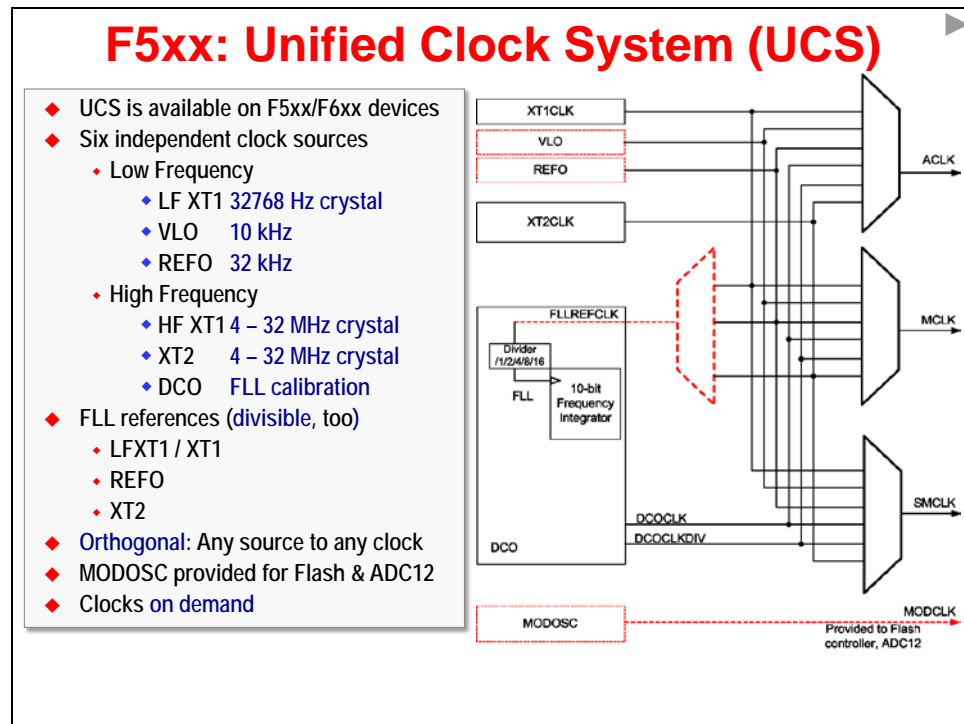 F5xx: Unified Clock System (UCS)
UCS is available on F5xx/F6xx devices
Six independent clock sources
Low Frequency
LF XT1 32768 Hz crystal
VLO 10 kHz
REFO 32 kHz
High Frequency
HF XT1 4 – 32 MHz crystal
XT2 4 – 32 MHz crystal
DCO FLL calibration
FLL references (divisible, too)
LFXT1 / XT1
REFO
XT2
Orthogonal: Any source to any clock
MODOSC provided for Flash & ADC12
Clocks on demand
XT1CLK
VLO
REFO
ACLK
XT2CLK
FLLREFCLK
MCLK
Divider
/1/2/4/8/16
FLL
10-bit
Frequency
Integrator
SMCLK
DCOCLK
DCO
DCOCLKDIV
MODOSC
MODCLK
Provided to Flash
controller, ADC12